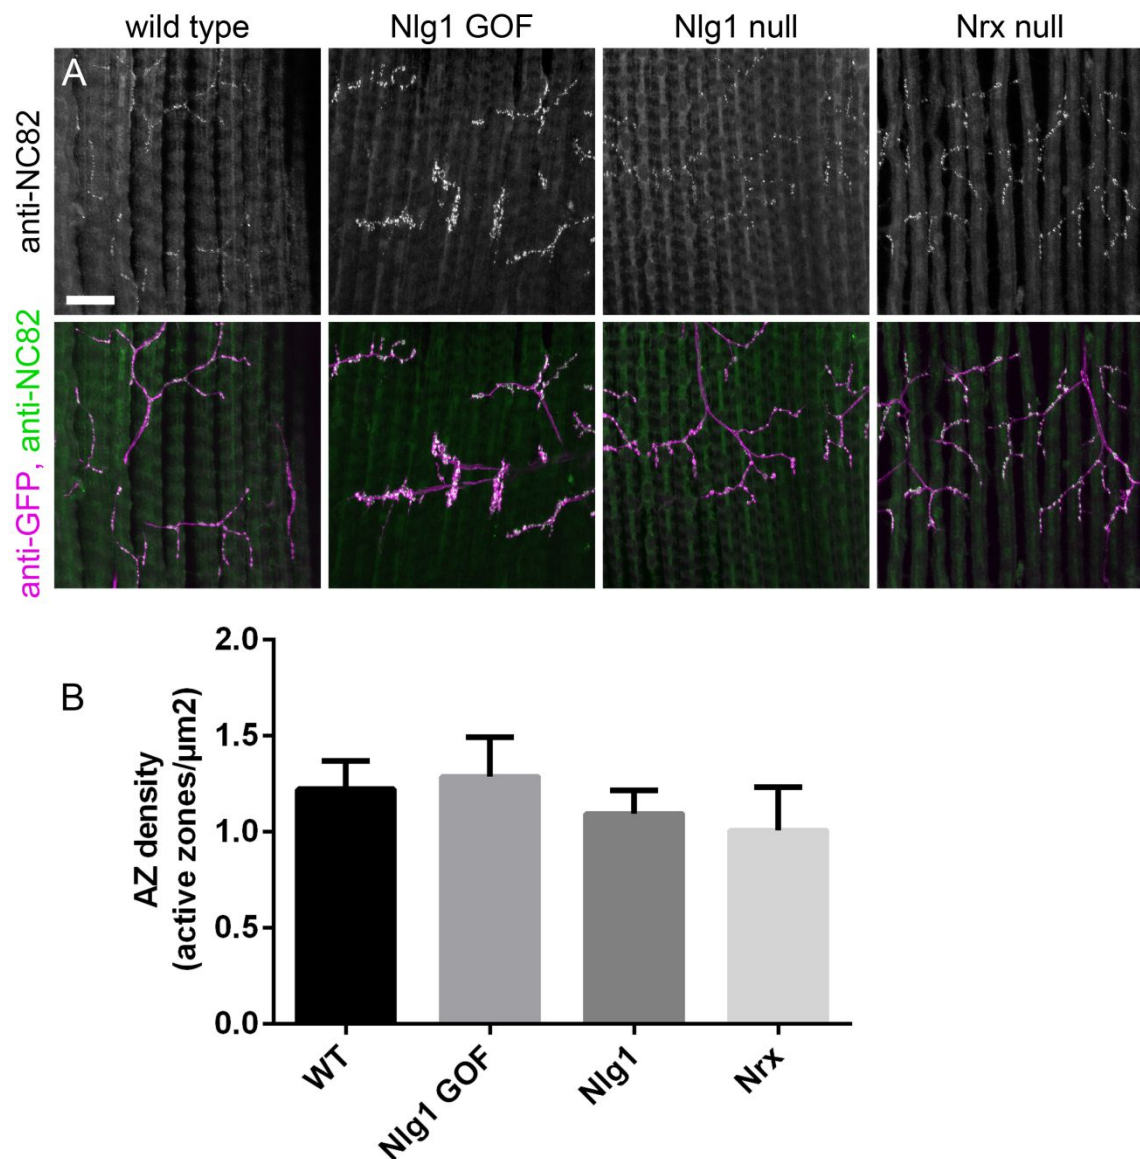 wild type
Nlg1 GOF
Nlg1 null
Nrx null
A
anti-NC82
anti-GFP, anti-NC82
B
AZ density
(active zones/µm2)
2.0
1.5
1.0
0.5
0.0
WT
Nlg1 GOF
Nlg1
Nrx